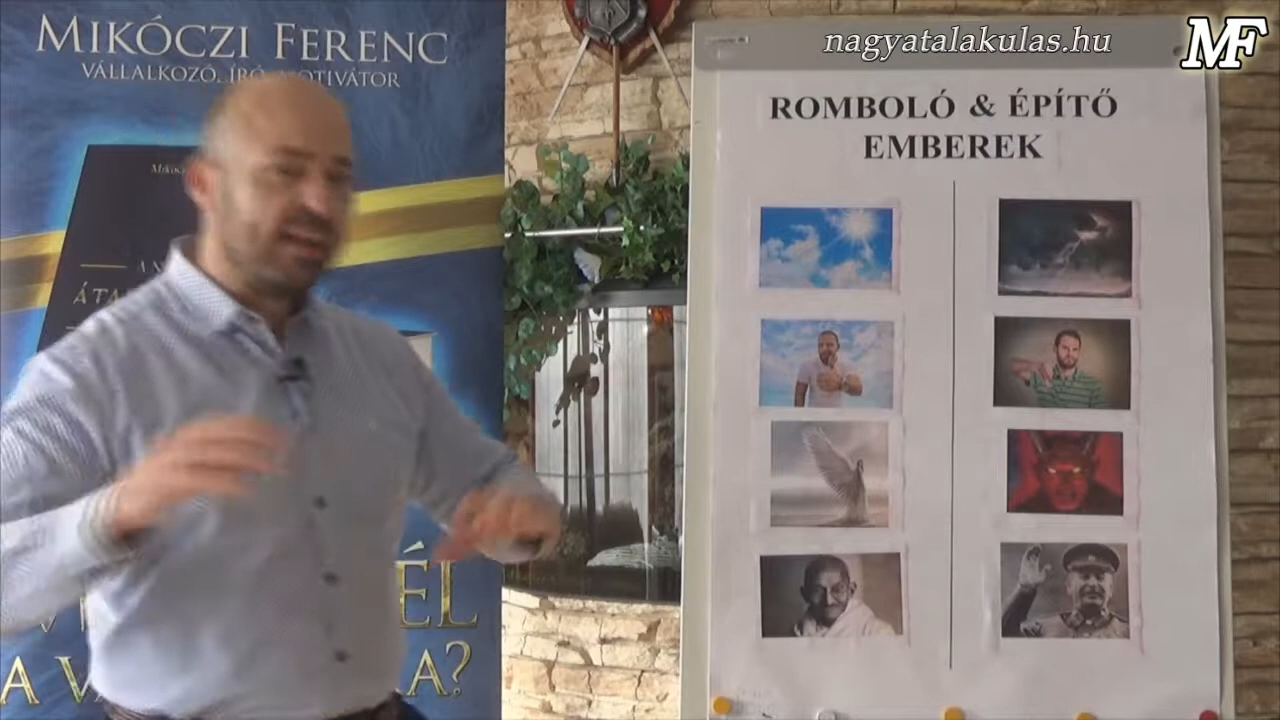 MIKÓCZI FERENC
VÁLLALKOZÓ, ÍRÓ, MOTIVÁTOR
nagyatalakulas.hu
MF
ROMBOLÓ & ÉPÍTŐ
EMBEREK